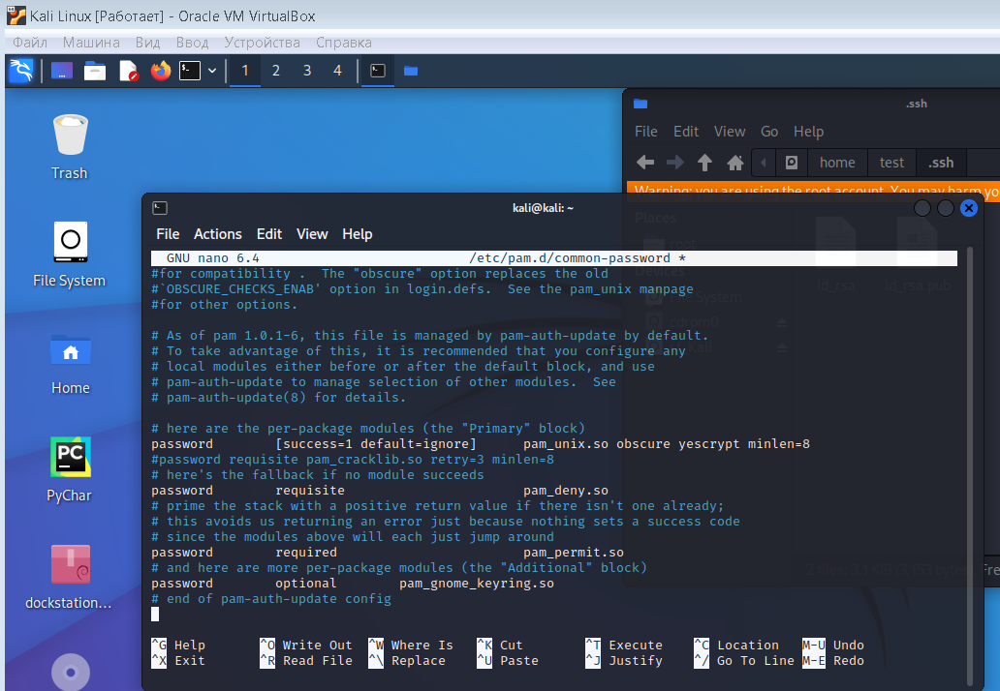 Kali Linux [Работает] - Oracle VM VirtualBox
Файл Машина Вид Ввод Устройства Справка
1 2 3 4
Trash
File System
Home
PyChar
dockstation...
.ssh
File Edit View Go Help
home test .ssh
Warning: you are using the root account. You may harm yo
Places
root
Devices
File System
cdrom0
id_rsa id_rsa.pub
Fre
kali@kali: ~
File Actions Edit View Help
GNU nano 6.4 /etc/pam.d/common-password *
#for compatibility . The "obscure" option replaces the old
#`OBSCURE_CHECKS_ENAB' option in login.defs. See the pam_unix manpage
#for other options.
# As of pam 1.0.1-6, this file is managed by pam-auth-update by default.
# To take advantage of this, it is recommended that you configure any
# local modules either before or after the default block, and use
# pam-auth-update to manage selection of other modules. See
# pam-auth-update(8) for details.
# here are the per-package modules (the "Primary" block)
password [success=1 default=ignore] pam_unix.so obscure yescrypt minlen=8
#password requisite pam_cracklib.so retry=3 minlen=8
# here's the fallback if no module succeeds
password requisite pam_deny.so
# prime the stack with a positive return value if there isn't one already;
# this avoids us returning an error just because nothing sets a success code
# since the modules above will each just jump around
password required pam_permit.so
# and here are more per-package modules (the "Additional" block)
password optional pam_gnome_keyring.so
# end of pam-auth-update config
^G Help ^O Write Out ^W Where Is ^K Cut ^T Execute ^C Location M-U Undo
^X Exit ^R Read File ^\ Replace ^U Paste ^J Justify ^/ Go To Line M-E Redo